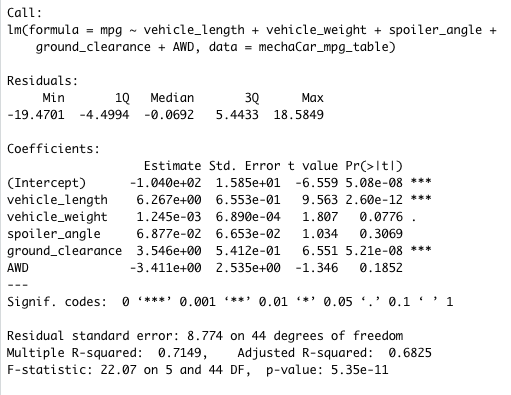 Call:
lm(formula = mpg ~ vehicle_length + vehicle_weight + spoiler_angle +
    ground_clearance + AWD, data = mechaCar_mpg_table)

Residuals:
     Min       1Q   Median       3Q      Max
-19.4701  -4.4994  -0.0692   5.4433  18.5849

Coefficients:
                   Estimate Std. Error t value Pr(>|t|)
(Intercept)      -1.040e+02  1.585e+01  -6.559 5.08e-08 ***
vehicle_length    6.267e+00  6.553e-01   9.563 2.60e-12 ***
vehicle_weight    1.245e-03  6.890e-04   1.807   0.0776 .
spoiler_angle     6.877e-02  6.653e-02   1.034   0.3069
ground_clearance  3.546e+00  5.412e-01   6.551 5.21e-08 ***
AWD              -3.411e+00  2.535e+00  -1.346   0.1852
---
Signif. codes:  0 ‘***’ 0.001 ‘**’ 0.01 ‘*’ 0.05 ‘.’ 0.1 ‘ ’ 1

Residual standard error: 8.774 on 44 degrees of freedom
Multiple R-squared:  0.7149,    Adjusted R-squared:  0.6825
F-statistic: 22.07 on 5 and 44 DF,  p-value: 5.35e-11